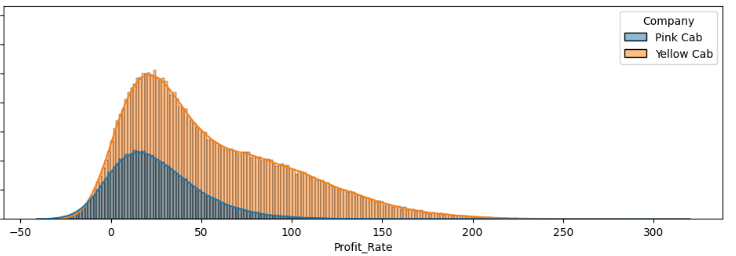 Company
Pink Cab
Yellow Cab
−50 0 50 100 150 200 250 300
Profit_Rate